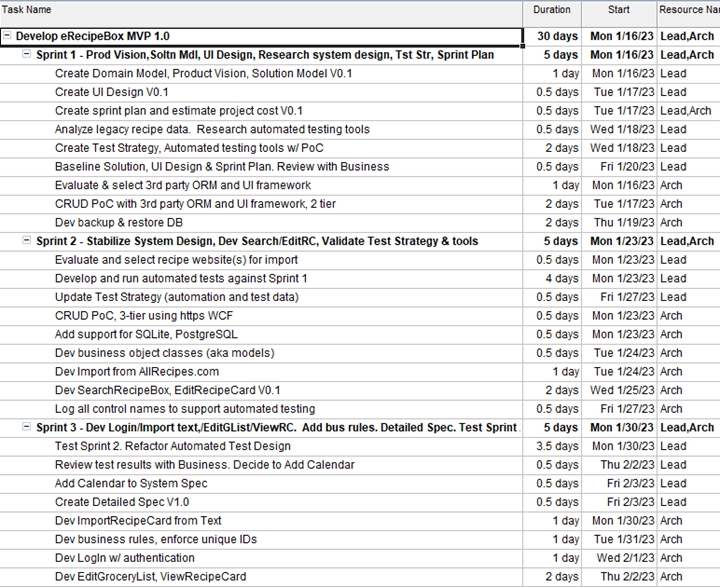 Task Name Duration Start Resource Nar
Develop eRecipeBox MVP 1.0 30 days Mon 1/16/23 Lead,Arch
Sprint 1 - Prod Vision,Soltn Mdl, UI Design, Research system design, Tst Str, Sprint Plan 5 days Mon 1/16/23 Lead,Arch
Create Domain Model, Product Vision, Solution Model V0.1 1 day Mon 1/16/23 Lead
Create UI Design V0.1 0.5 days Tue 1/17/23 Lead
Create sprint plan and estimate project cost V0.1 0.5 days Tue 1/17/23 Lead,Arch
Analyze legacy recipe data. Research automated testing tools 0.5 days Wed 1/18/23 Lead
Create Test Strategy, Automated testing tools w/ PoC 2 days Wed 1/18/23 Lead
Baseline Solution, UI Design & Sprint Plan. Review with Business 0.5 days Fri 1/20/23 Lead
Evaluate & select 3rd party ORM and UI framework 1 day Mon 1/16/23 Arch
CRUD PoC with 3rd party ORM and UI framework, 2 tier 2 days Tue 1/17/23 Arch
Dev backup & restore DB 2 days Thu 1/19/23 Arch
Sprint 2 - Stabilize System Design, Dev Search/EditRC, Validate Test Strategy & tools 5 days Mon 1/23/23 Lead,Arch
Evaluate and select recipe website(s) for import 0.5 days Mon 1/23/23 Lead
Develop and run automated tests against Sprint 1 4 days Mon 1/23/23 Lead
Update Test Strategy (automation and test data) 0.5 days Fri 1/27/23 Lead
CRUD PoC, 3-tier using https WCF 0.5 days Mon 1/23/23 Arch
Add support for SQLite, PostgreSQL 0.5 days Mon 1/23/23 Arch
Dev business object classes (aka models) 0.5 days Tue 1/24/23 Arch
Dev Import from AllRecipes.com 1 day Tue 1/24/23 Arch
Dev SearchRecipeBox, EditRecipeCard V0.1 2 days Wed 1/25/23 Arch
Log all control names to support automated testing 0.5 days Fri 1/27/23 Arch
Sprint 3 - Dev Login/Import text,/EditGList/ViewRC. Add bus rules. Detailed Spec. Test Sprint 5 days Mon 1/30/23 Lead,Arch
Test Sprint 2. Refactor Automated Test Design 3.5 days Mon 1/30/23 Lead
Review test results with Business. Decide to Add Calendar 0.5 days Thu 2/2/23 Lead
Add Calendar to System Spec 0.5 days Fri 2/3/23 Lead
Create Detailed Spec V1.0 0.5 days Fri 2/3/23 Lead
Dev ImportRecipeCard from Text 1 day Mon 1/30/23 Arch
Dev business rules, enforce unique IDs 1 day Tue 1/31/23 Arch
Dev LogIn w/ authentication 1 day Wed 2/1/23 Arch
Dev EditGroceryList, ViewRecipeCard 2 days Thu 2/2/23 Arch